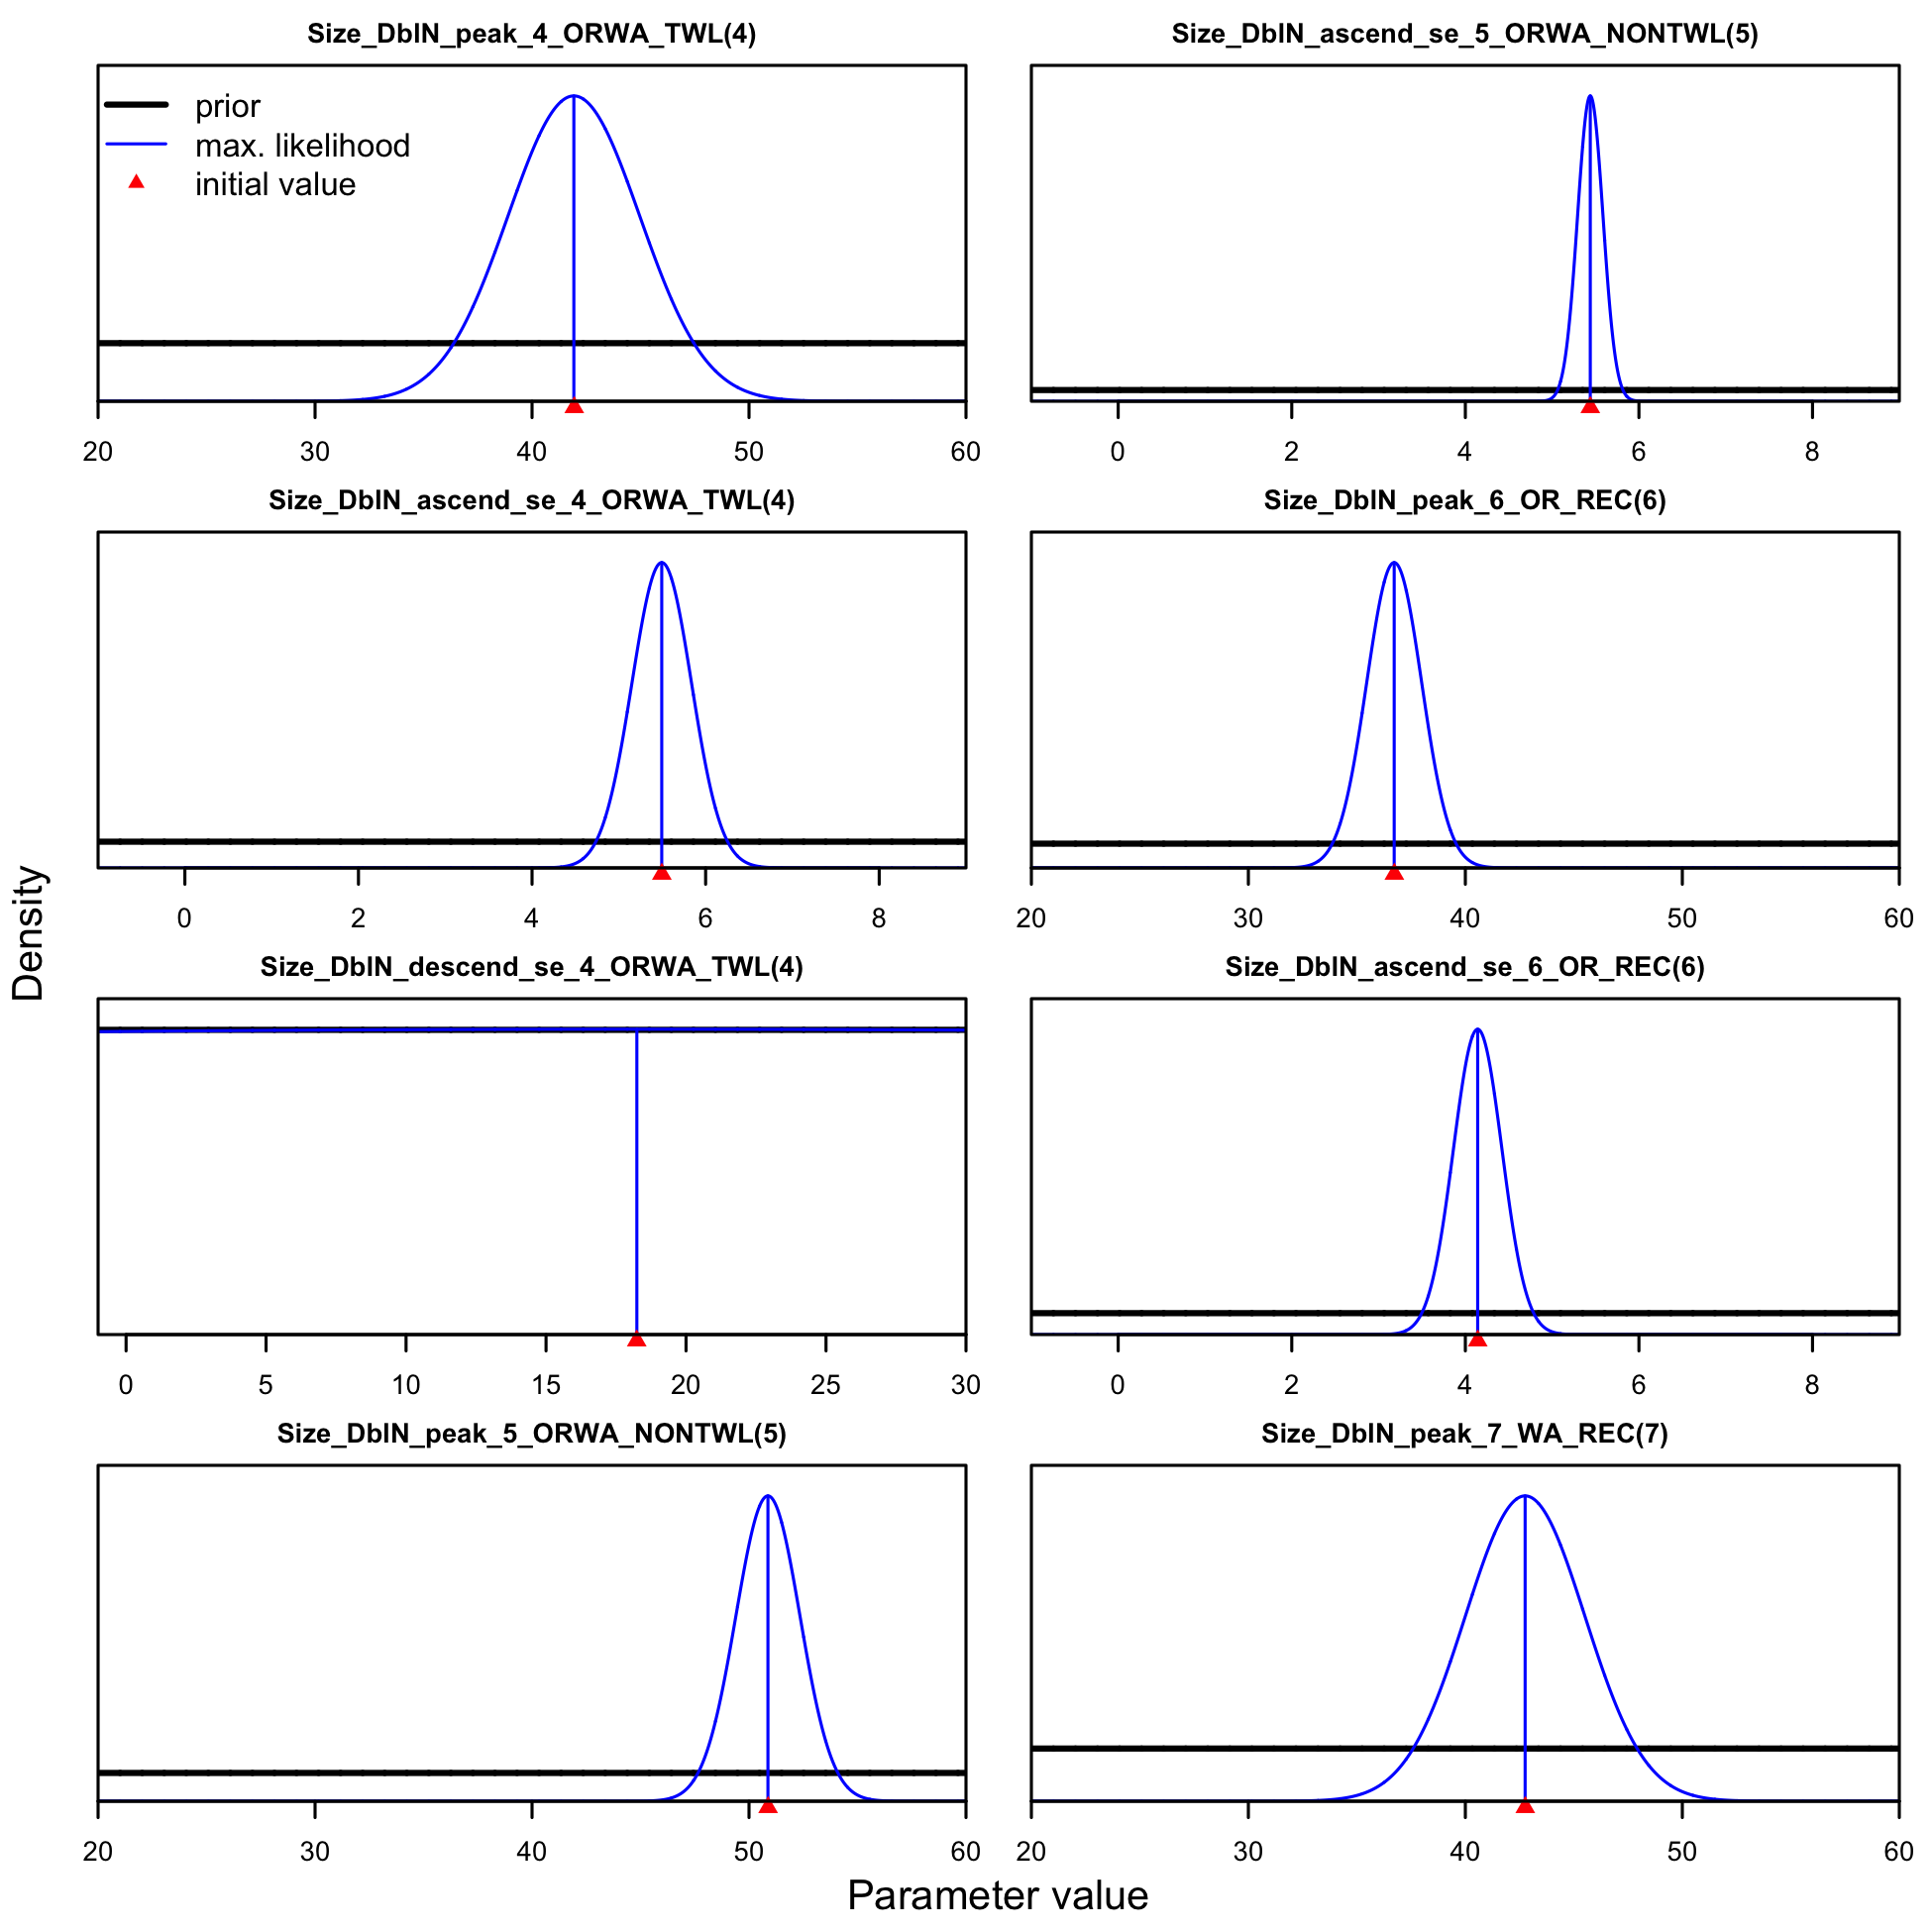 Size_DblN_peak_4_ORWA_TWL(4)
prior
max. likelihood
initial value
20 30 40 50 60
Size_DblN_ascend_se_5_ORWA_NONTWL(5)
0 2 4 6 8
Size_DblN_ascend_se_4_ORWA_TWL(4)
0 2 4 6 8
Size_DblN_peak_6_OR_REC(6)
20 30 40 50 60
Size_DblN_descend_se_4_ORWA_TWL(4)
0 5 10 15 20 25 30
Size_DblN_ascend_se_6_OR_REC(6)
0 2 4 6 8
Size_DblN_peak_5_ORWA_NONTWL(5)
20 30 40 50 60
Size_DblN_peak_7_WA_REC(7)
20 30 40 50 60
Density
Parameter value